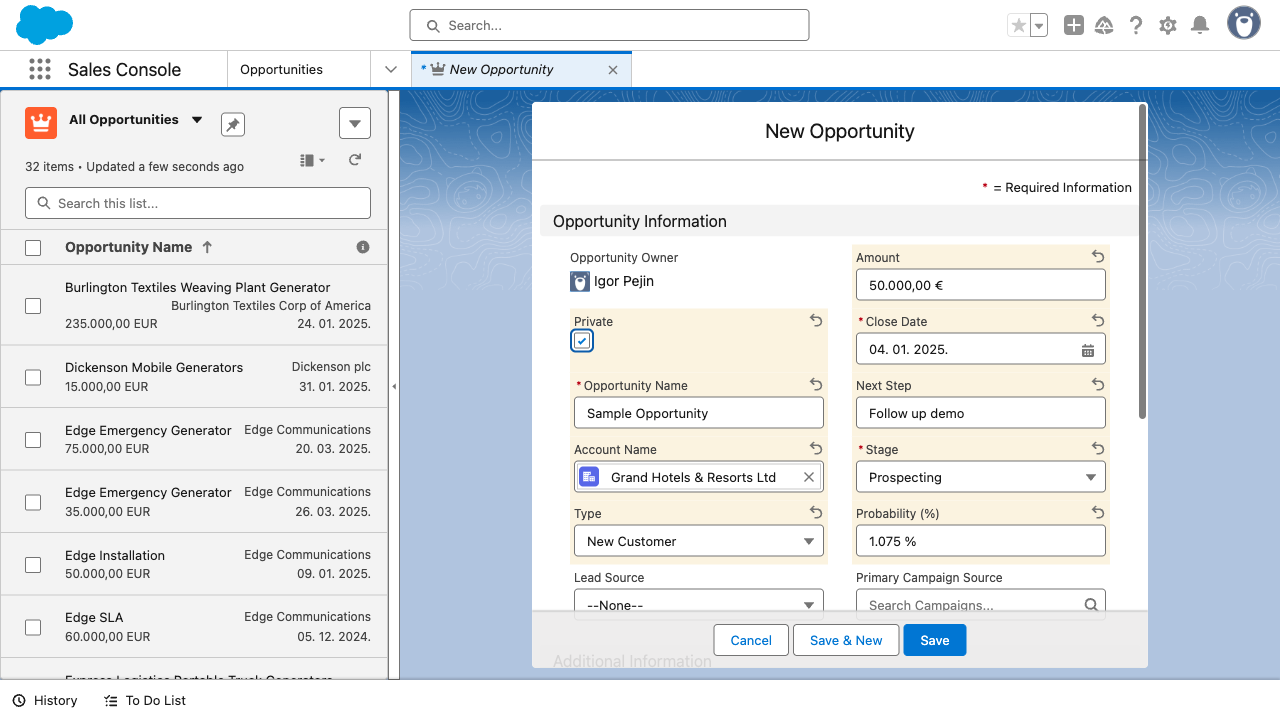 Search...
Sales Console
Opportunities
* New Opportunity
All Opportunities
32 items • Updated a few seconds ago
Search this list...
Opportunity Name
Burlington Textiles Weaving Plant Generator
Burlington Textiles Corp of America
235.000,00 EUR 24. 01. 2025.
Dickenson Mobile Generators Dickenson plc
15.000,00 EUR 31. 01. 2025.
Edge Emergency Generator Edge Communications
75.000,00 EUR 20. 03. 2025.
Edge Emergency Generator Edge Communications
35.000,00 EUR 26. 03. 2025.
Edge Installation Edge Communications
50.000,00 EUR 09. 01. 2025.
Edge SLA Edge Communications
60.000,00 EUR 05. 12. 2024.
Express Logistics Portable Truck Generators
New Opportunity
* = Required Information
Opportunity Information
Opportunity Owner
Igor Pejin
Amount
50.000,00 €
Private
* Close Date
04. 01. 2025.
* Opportunity Name
Sample Opportunity
Next Step
Follow up demo
Account Name
Grand Hotels & Resorts Ltd
* Stage
Prospecting
Type
New Customer
Probability (%)
1.075 %
Lead Source
--None--
Primary Campaign Source
Search Campaigns...
Additional Information
Cancel
Save & New
Save
History
To Do List